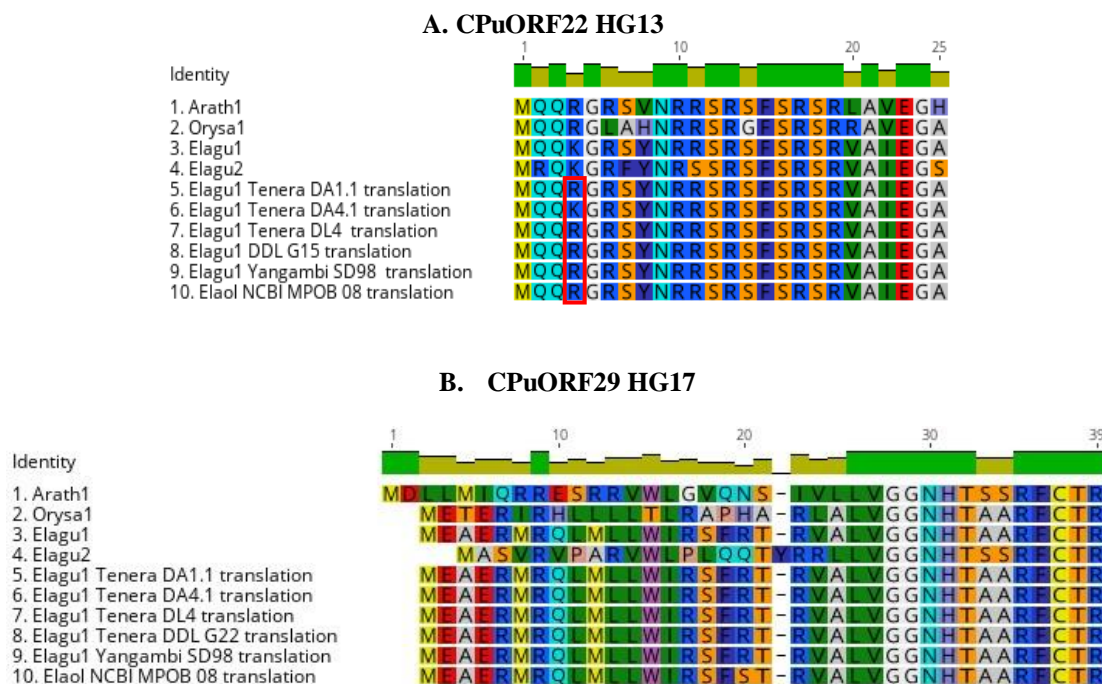 A. CPuORF22 HG13
1 10 20 25
Identity
1. Arath1 MQQRGRSVNRRSRSFSRSRLAVEGH
2. Orysa1 MQQRGLAHNRRSRGFSRSRRAVEGA
3. Elagu1 MQQKGRSYNRRSRSFSRSRVAIEGA
4. Elagu2 MRQKGRFYNRSSRSFSRSRVAIEGS
5. Elagu1 Tenera DA1.1 translation MQQRGRSYNRRSRSFSRSRVAIEGA
6. Elagu1 Tenera DA4.1 translation MQQKGRSYNRRSRSFSRSRVAIEGA
7. Elagu1 Tenera DL4 translation MQQRGRSYNRRSRSFSRSRVAIEGA
8. Elagu1 DDL G15 translation MQQRGRSYNRRSRSFSRSRVAIEGA
9. Elagu1 Yangambi SD98 translation MQQRGRSYNRRSRSFSRSRVAIEGA
10. Elaol NCBI MPOB 08 translation MQQRGRSYNRRSRSFSRSRVAIEGA
B. CPuORF29 HG17
1 10 20 30 39
Identity
1. Arath1 MDLLMIQRRESRRVWLGVQNS-IVLLVGGNHTSSRFCTR
2. Orysa1 METERIRHLLLLTLRAPHA-RLALVGGNHTAARFCTR
3. Elagu1 MEAERMRQLMLLWIRSFRT-RVALVGGNHTAARFCTR
4. Elagu2 MASVRVPARVWLPLQQTYRRLLVGGNHTSSRFCTR
5. Elagu1 Tenera DA1.1 translation MEAERMRQLMLLWIRSFRT-RVALVGGNHTAARFCTR
6. Elagu1 Tenera DA4.1 translation MEAERMRQLMLLWIRSFRT-RVALVGGNHTAARFCTR
7. Elagu1 Tenera DL4 translation MEAERMRQLMLLWIRSFRT-RVALVGGNHTAARFCTR
8. Elagu1 Tenera DDL G22 translation MEAERMRQLMLLWIRSFRT-RVALVGGNHTAARFCTR
9. Elagu1 Yangambi SD98 translation MEAERMRQLMLLWIRSFRT-RVALVGGNHTAARFCTR
10. Elaol NCBI MPOB 08 translation MEAERMRQLMLLWIRSFST-RVALVGGNHTAARFCTR